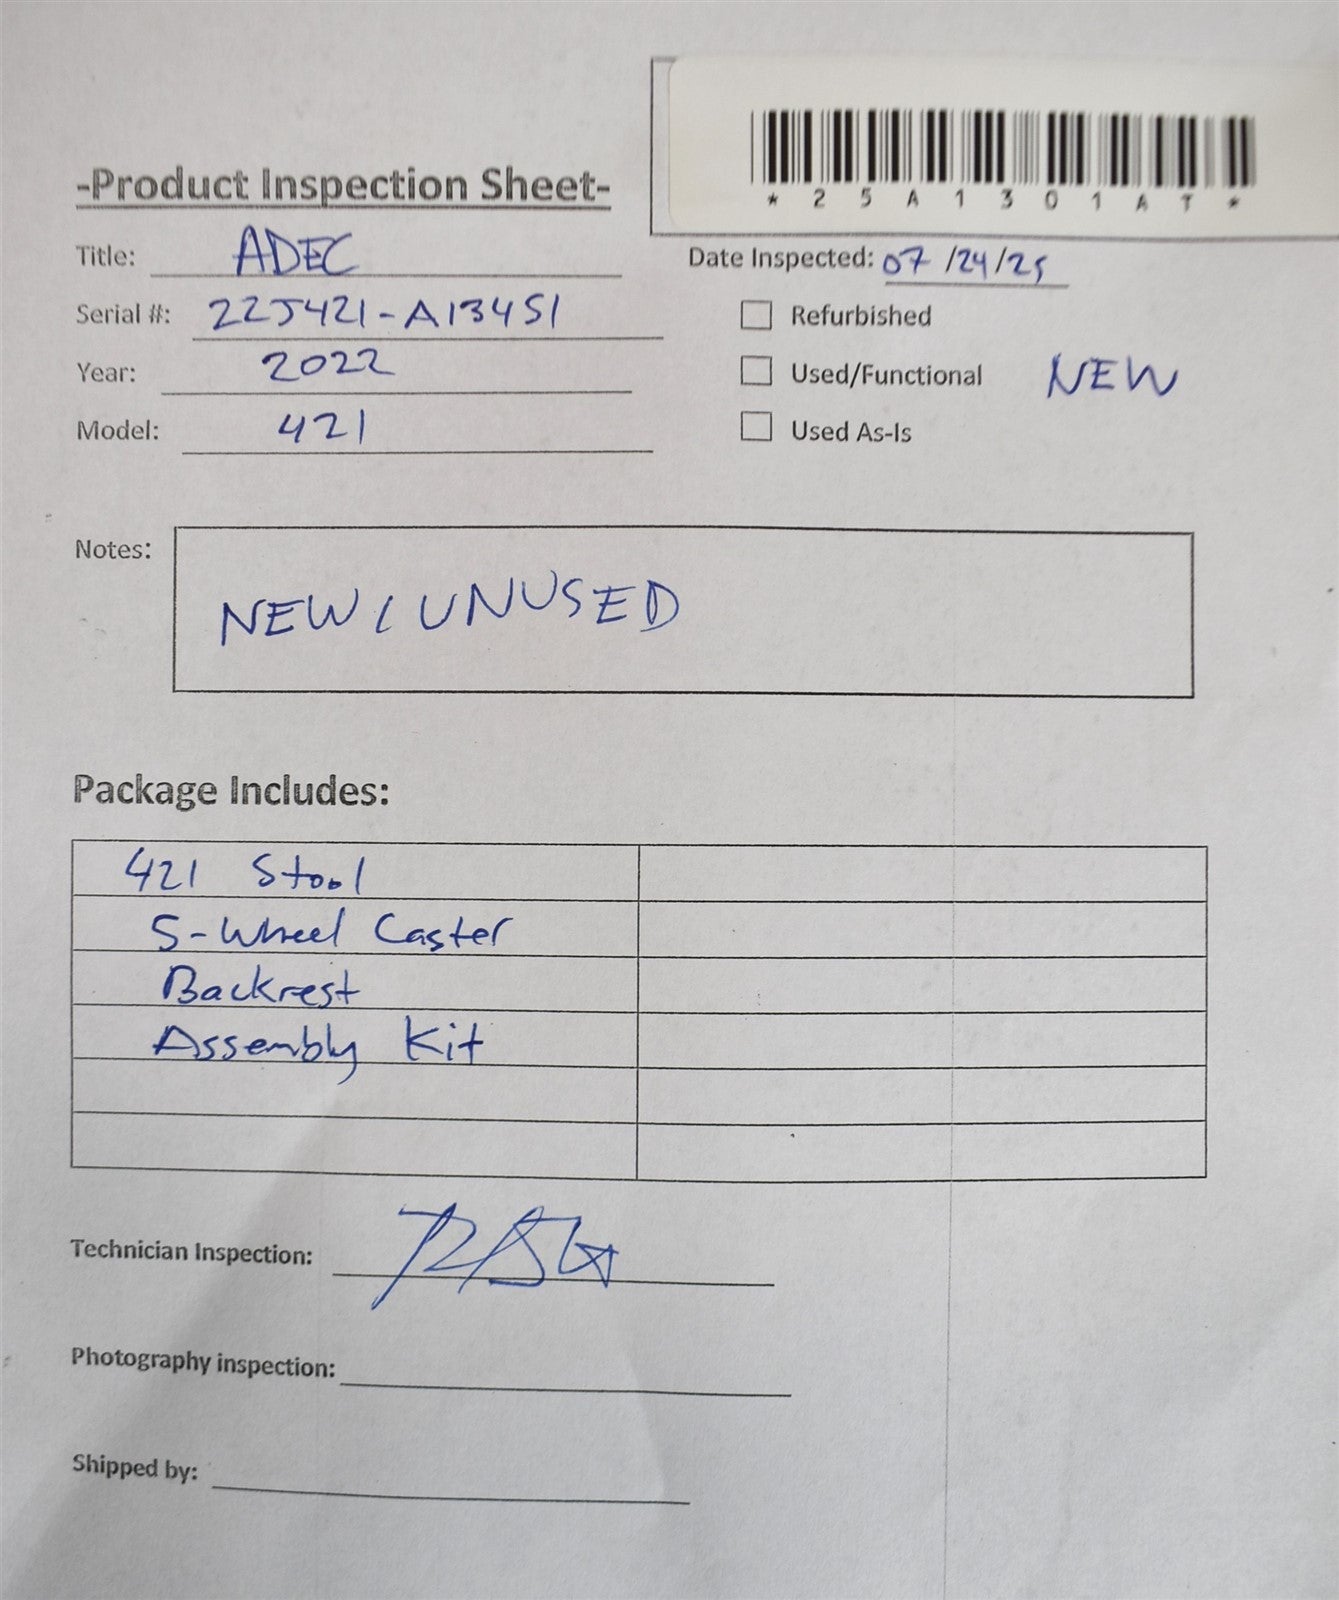 *25A1301AT*
-Product Inspection Sheet-
Title: ADEC
Date Inspected: 07/24/25
Serial #: 22J421-A13451
Refurbished
Year: 2022
Used/Functional NEW
Model: 421
Used As-Is
Notes:
NEW/UNUSED
Package Includes:
421 Stool
5-Wheel Caster
Backrest
Assembly Kit
Technician Inspection:
Photography inspection:
Shipped by: